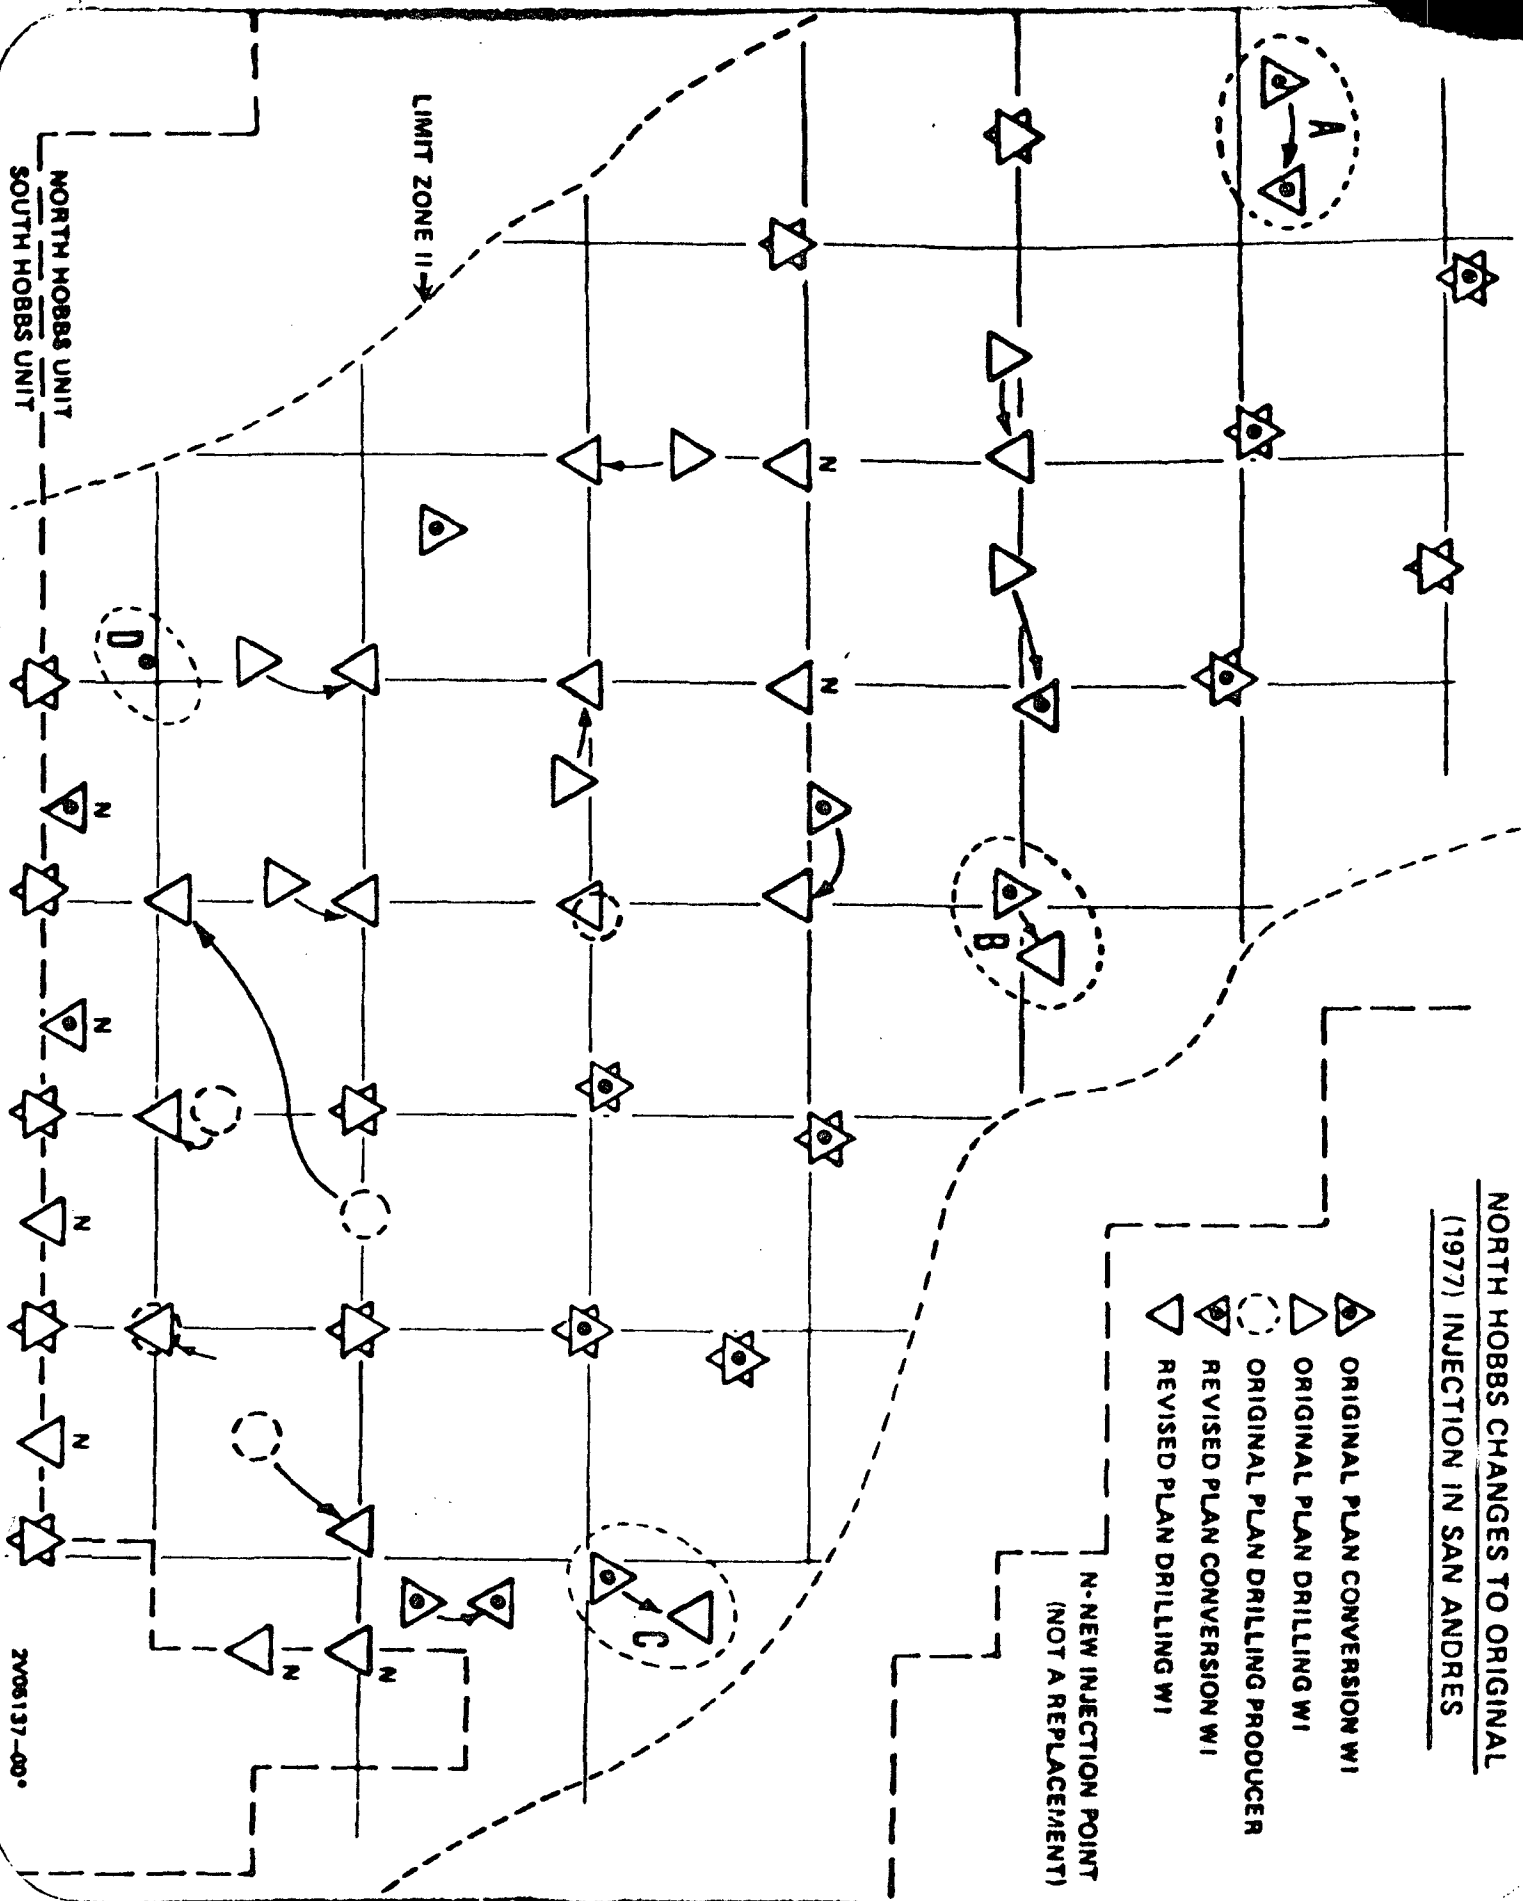 NORTH HOBBS CHANGES TO ORIGINAL
(1977) INJECTION IN SAN ANDRES
ORIGINAL PLAN CONVERSION WI
ORIGINAL PLAN DRILLING WI
ORIGINAL PLAN DRILLING PRODUCER
REVISED PLAN CONVERSION WI
REVISED PLAN DRILLING WI
N-NEW INJECTION POINT
(NOT A REPLACEMENT)
A
B
C
D
N
N
N
N
N
N
N
N
LIMIT ZONE II
NORTH HOBBS UNIT
SOUTH HOBBS UNIT
2V06137-00